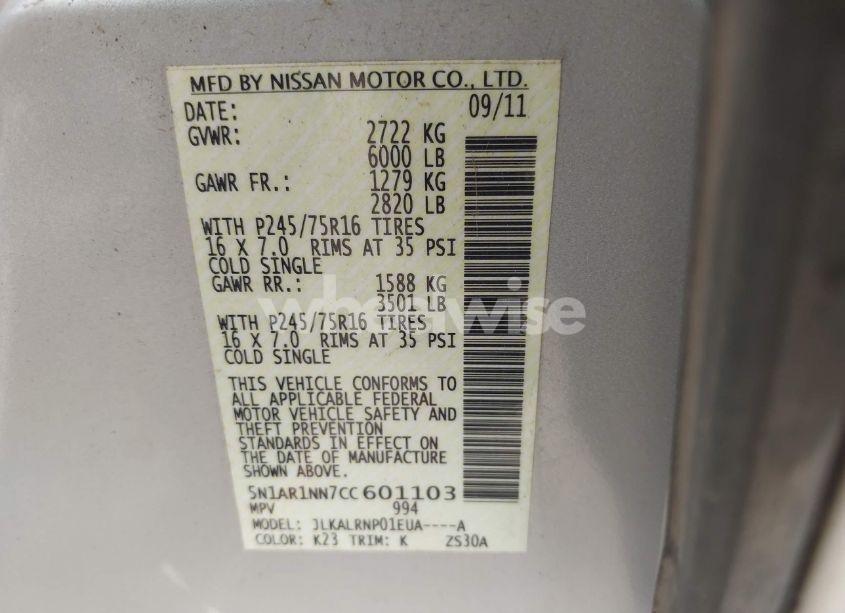 MFD BY NISSAN MOTOR CO., LTD.
DATE: 09/11
GVWR: 2722 KG
6000 LB
GAWR FR.: 1279 KG
2820 LB
WITH P245/75R16 TIRES
16 X 7.0 RIMS AT 35 PSI
COLD SINGLE
GAWR RR.: 1588 KG
3501 LB
wheelwise
WITH P245/75R16 TIRES
16 X 7.0 RIMS AT 35 PSI
COLD SINGLE
THIS VEHICLE CONFORMS TO
ALL APPLICABLE FEDERAL
MOTOR VEHICLE SAFETY AND
THEFT PREVENTION
STANDARDS IN EFFECT ON
THE DATE OF MANUFACTURE
SHOWN ABOVE.
5N1AR1NN7CC601103
MPV 994
MODEL: JLKALRNP01EUA----A
COLOR: K23 TRIM: K ZS30A